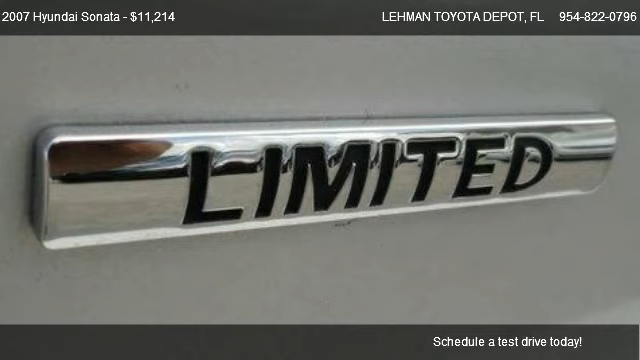 2007 Hyundai Sonata - $11,214 LEHMAN TOYOTA DEPOT, FL 954-822-0796
LIMITED
Schedule a test drive today!